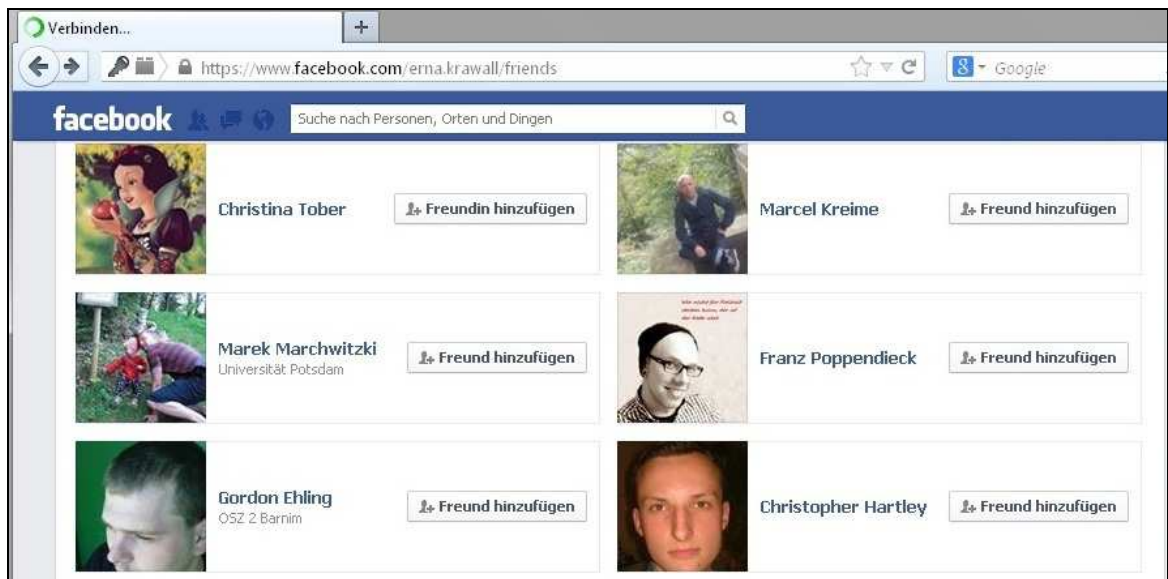 Verbinden...
https://www.facebook.com/erna.krawall/friends
Google
facebook
Suche nach Personen, Orten und Dingen
Christina Tober
Freundin hinzufügen
Marcel Kreime
Freund hinzufügen
Marek Marchwitzki
Universität Potsdam
Freund hinzufügen
Franz Poppendieck
Freund hinzufügen
Gordon Ehling
OSZ 2 Barnim
Freund hinzufügen
Christopher Hartley
Freund hinzufügen